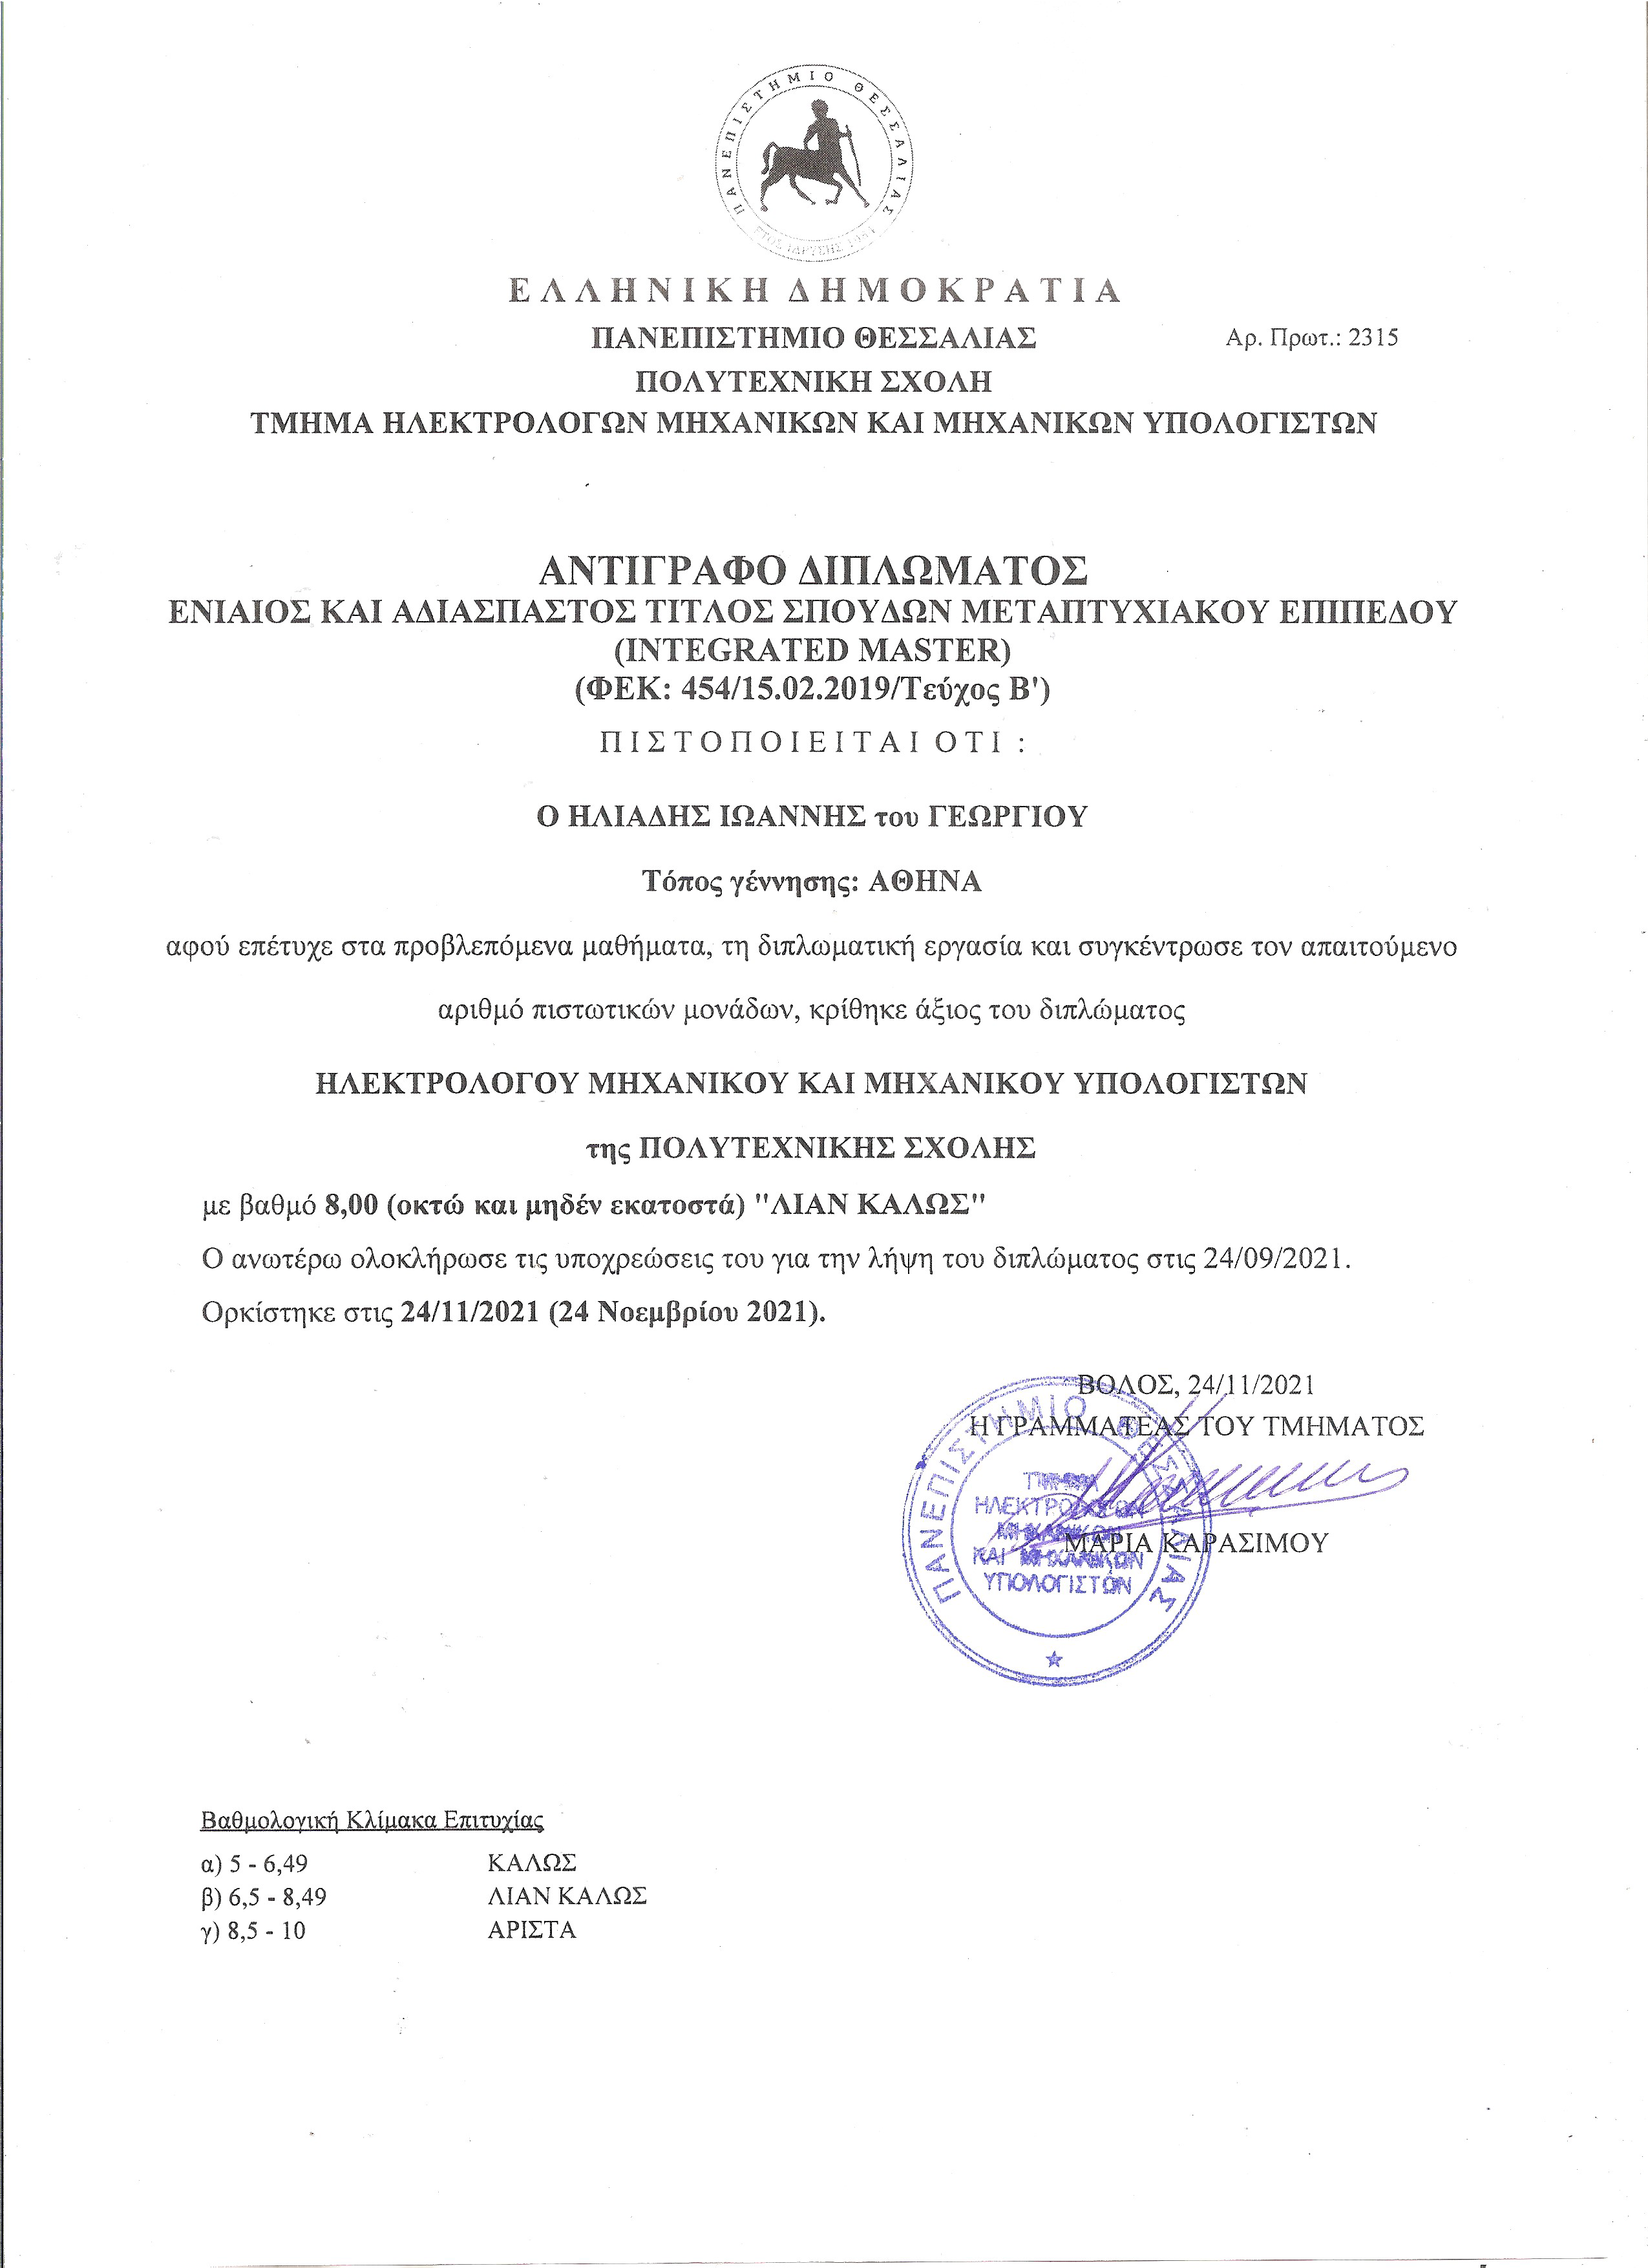 ΠΑΝΕΠΙΣΤΗΜΙΟ ΘΕΣΣΑΛΙΑΣ
ΕΤΟΣ ΙΔΡΥΣΗΣ 1984
ΕΛΛΗΝΙΚΗ ΔΗΜΟΚΡΑΤΙΑ
ΠΑΝΕΠΙΣΤΗΜΙΟ ΘΕΣΣΑΛΙΑΣ
Αρ. Πρωτ.: 2315
ΠΟΛΥΤΕΧΝΙΚΗ ΣΧΟΛΗ
ΤΜΗΜΑ ΗΛΕΚΤΡΟΛΟΓΩΝ ΜΗΧΑΝΙΚΩΝ ΚΑΙ ΜΗΧΑΝΙΚΩΝ ΥΠΟΛΟΓΙΣΤΩΝ
ΑΝΤΙΓΡΑΦΟ ΔΙΠΛΩΜΑΤΟΣ
ΕΝΙΑΙΟΣ ΚΑΙ ΑΔΙΑΣΠΑΣΤΟΣ ΤΙΤΛΟΣ ΣΠΟΥΔΩΝ ΜΕΤΑΠΤΥΧΙΑΚΟΥ ΕΠΙΠΕΔΟΥ
(INTEGRATED MASTER)
(ΦΕΚ: 454/15.02.2019/Τεύχος Β')
ΠΙΣΤΟΠΟΙΕΙΤΑΙ ΟΤΙ :
Ο ΗΛΙΑΔΗΣ ΙΩΑΝΝΗΣ του ΓΕΩΡΓΙΟΥ
Τόπος γέννησης: ΑΘΗΝΑ
αφού επέτυχε στα προβλεπόμενα μαθήματα, τη διπλωματική εργασία και συγκέντρωσε τον απαιτούμενο
αριθμό πιστωτικών μονάδων, κρίθηκε άξιος του διπλώματος
ΗΛΕΚΤΡΟΛΟΓΟΥ ΜΗΧΑΝΙΚΟΥ ΚΑΙ ΜΗΧΑΝΙΚΟΥ ΥΠΟΛΟΓΙΣΤΩΝ
της ΠΟΛΥΤΕΧΝΙΚΗΣ ΣΧΟΛΗΣ
με βαθμό 8,00 (οκτώ και μηδέν εκατοστά) "ΛΙΑΝ ΚΑΛΩΣ"
Ο ανωτέρω ολοκλήρωσε τις υποχρεώσεις του για την λήψη του διπλώματος στις 24/09/2021.
Ορκίστηκε στις 24/11/2021 (24 Νοεμβρίου 2021).
ΒΟΛΟΣ, 24/11/2021
Η ΓΡΑΜΜΑΤΕΑΣ ΤΟΥ ΤΜΗΜΑΤΟΣ
ΜΑΡΙΑ ΚΑΡΑΣΙΜΟΥ
ΠΑΝΕΠΙΣΤΗΜΙΟ ΘΕΣΣΑΛΙΑΣ
ΤΜΗΜΑ
ΗΛΕΚΤΡΟΛΟΓΩΝ
ΜΗΧΑΝΙΚΩΝ
ΚΑΙ ΜΗΧΑΝΙΚΩΝ
ΥΠΟΛΟΓΙΣΤΩΝ
Βαθμολογική Κλίμακα Επιτυχίας
α) 5 - 6,49 ΚΑΛΩΣ
β) 6,5 - 8,49 ΛΙΑΝ ΚΑΛΩΣ
γ) 8,5 - 10 ΑΡΙΣΤΑ